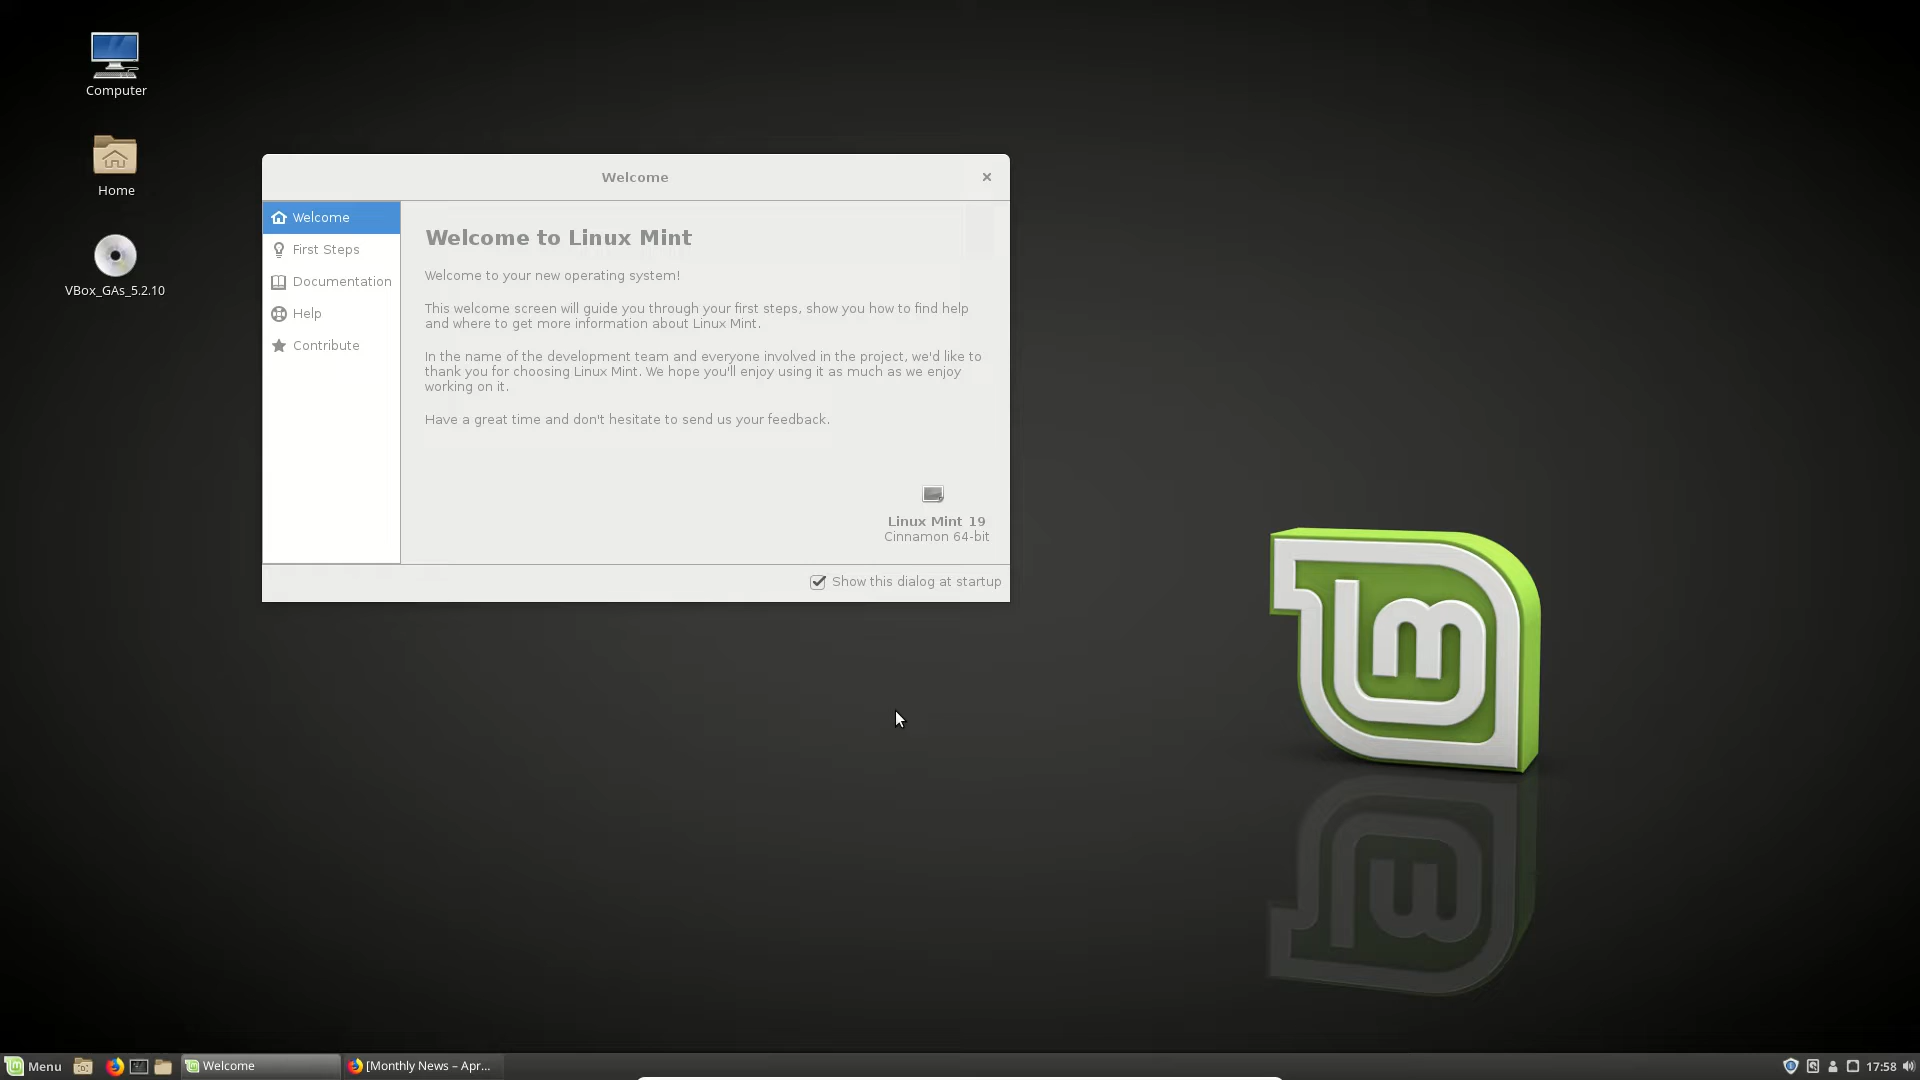 Computer
Home
VBox_GAs_5.2.10
Welcome
Welcome
First Steps
Documentation
Help
Contribute
Welcome to Linux Mint
Welcome to your new operating system!
This welcome screen will guide you through your first steps, show you how to find help
and where to get more information about Linux Mint.
In the name of the development team and everyone involved in the project, we'd like to
thank you for choosing Linux Mint. We hope you'll enjoy using it as much as we enjoy
working on it.
Have a great time and don't hesitate to send us your feedback.
Linux Mint 19
Cinnamon 64-bit
Show this dialog at startup
lm
Menu
Welcome
[Monthly News – Apr...
17:58